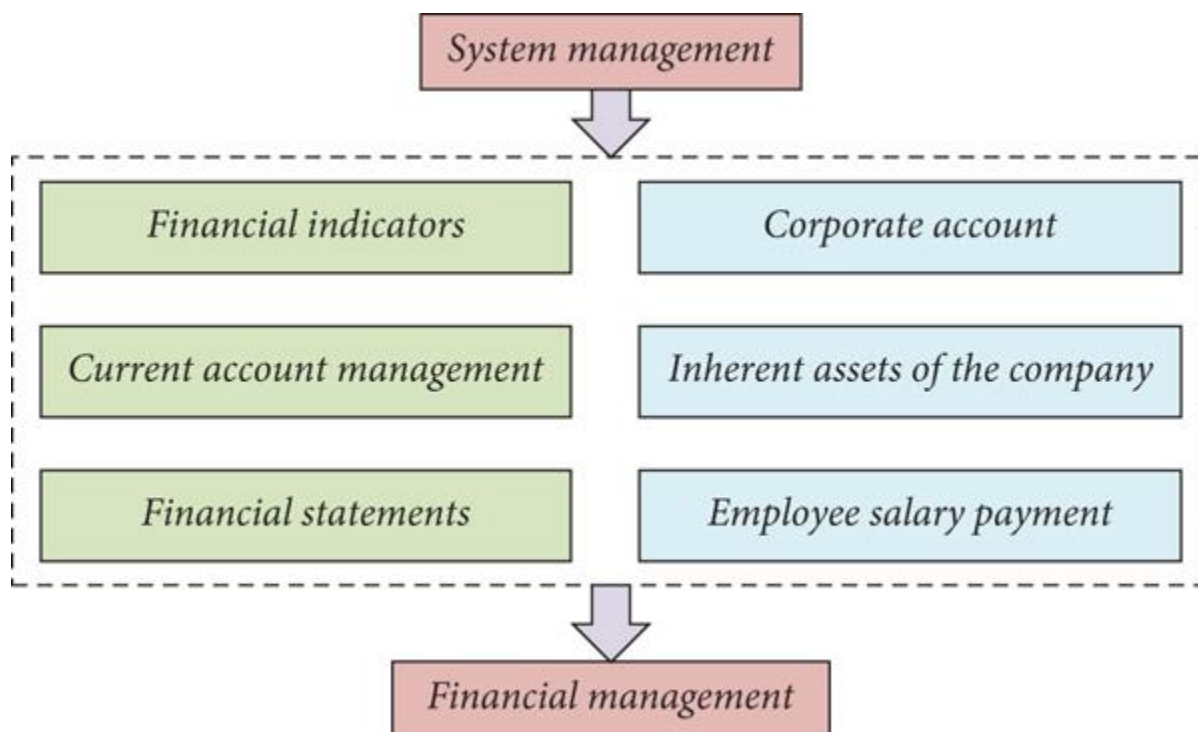 System management
Financial indicators
Corporate account
Current account management
Inherent assets of the company
Financial statements
Employee salary payment
Financial management